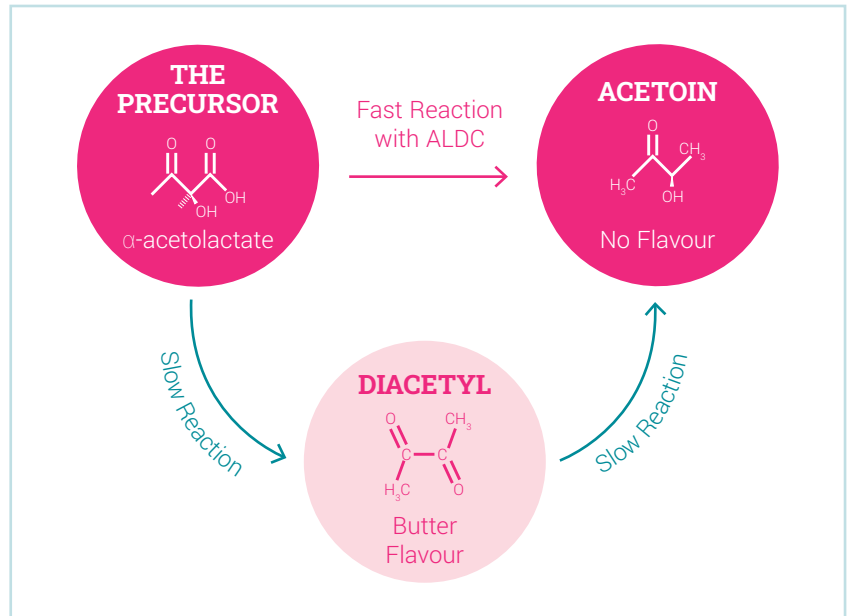 THE
PRECURSOR
O
O
OH
OH
α-acetolactate
Fast Reaction
with ALDC
ACETOIN
O
CH₃
H₃C
OH
No Flavour
Slow Reaction
DIACETYL
O
CH₃
C
C
H₃C
O
Butter
Flavour
Slow Reaction